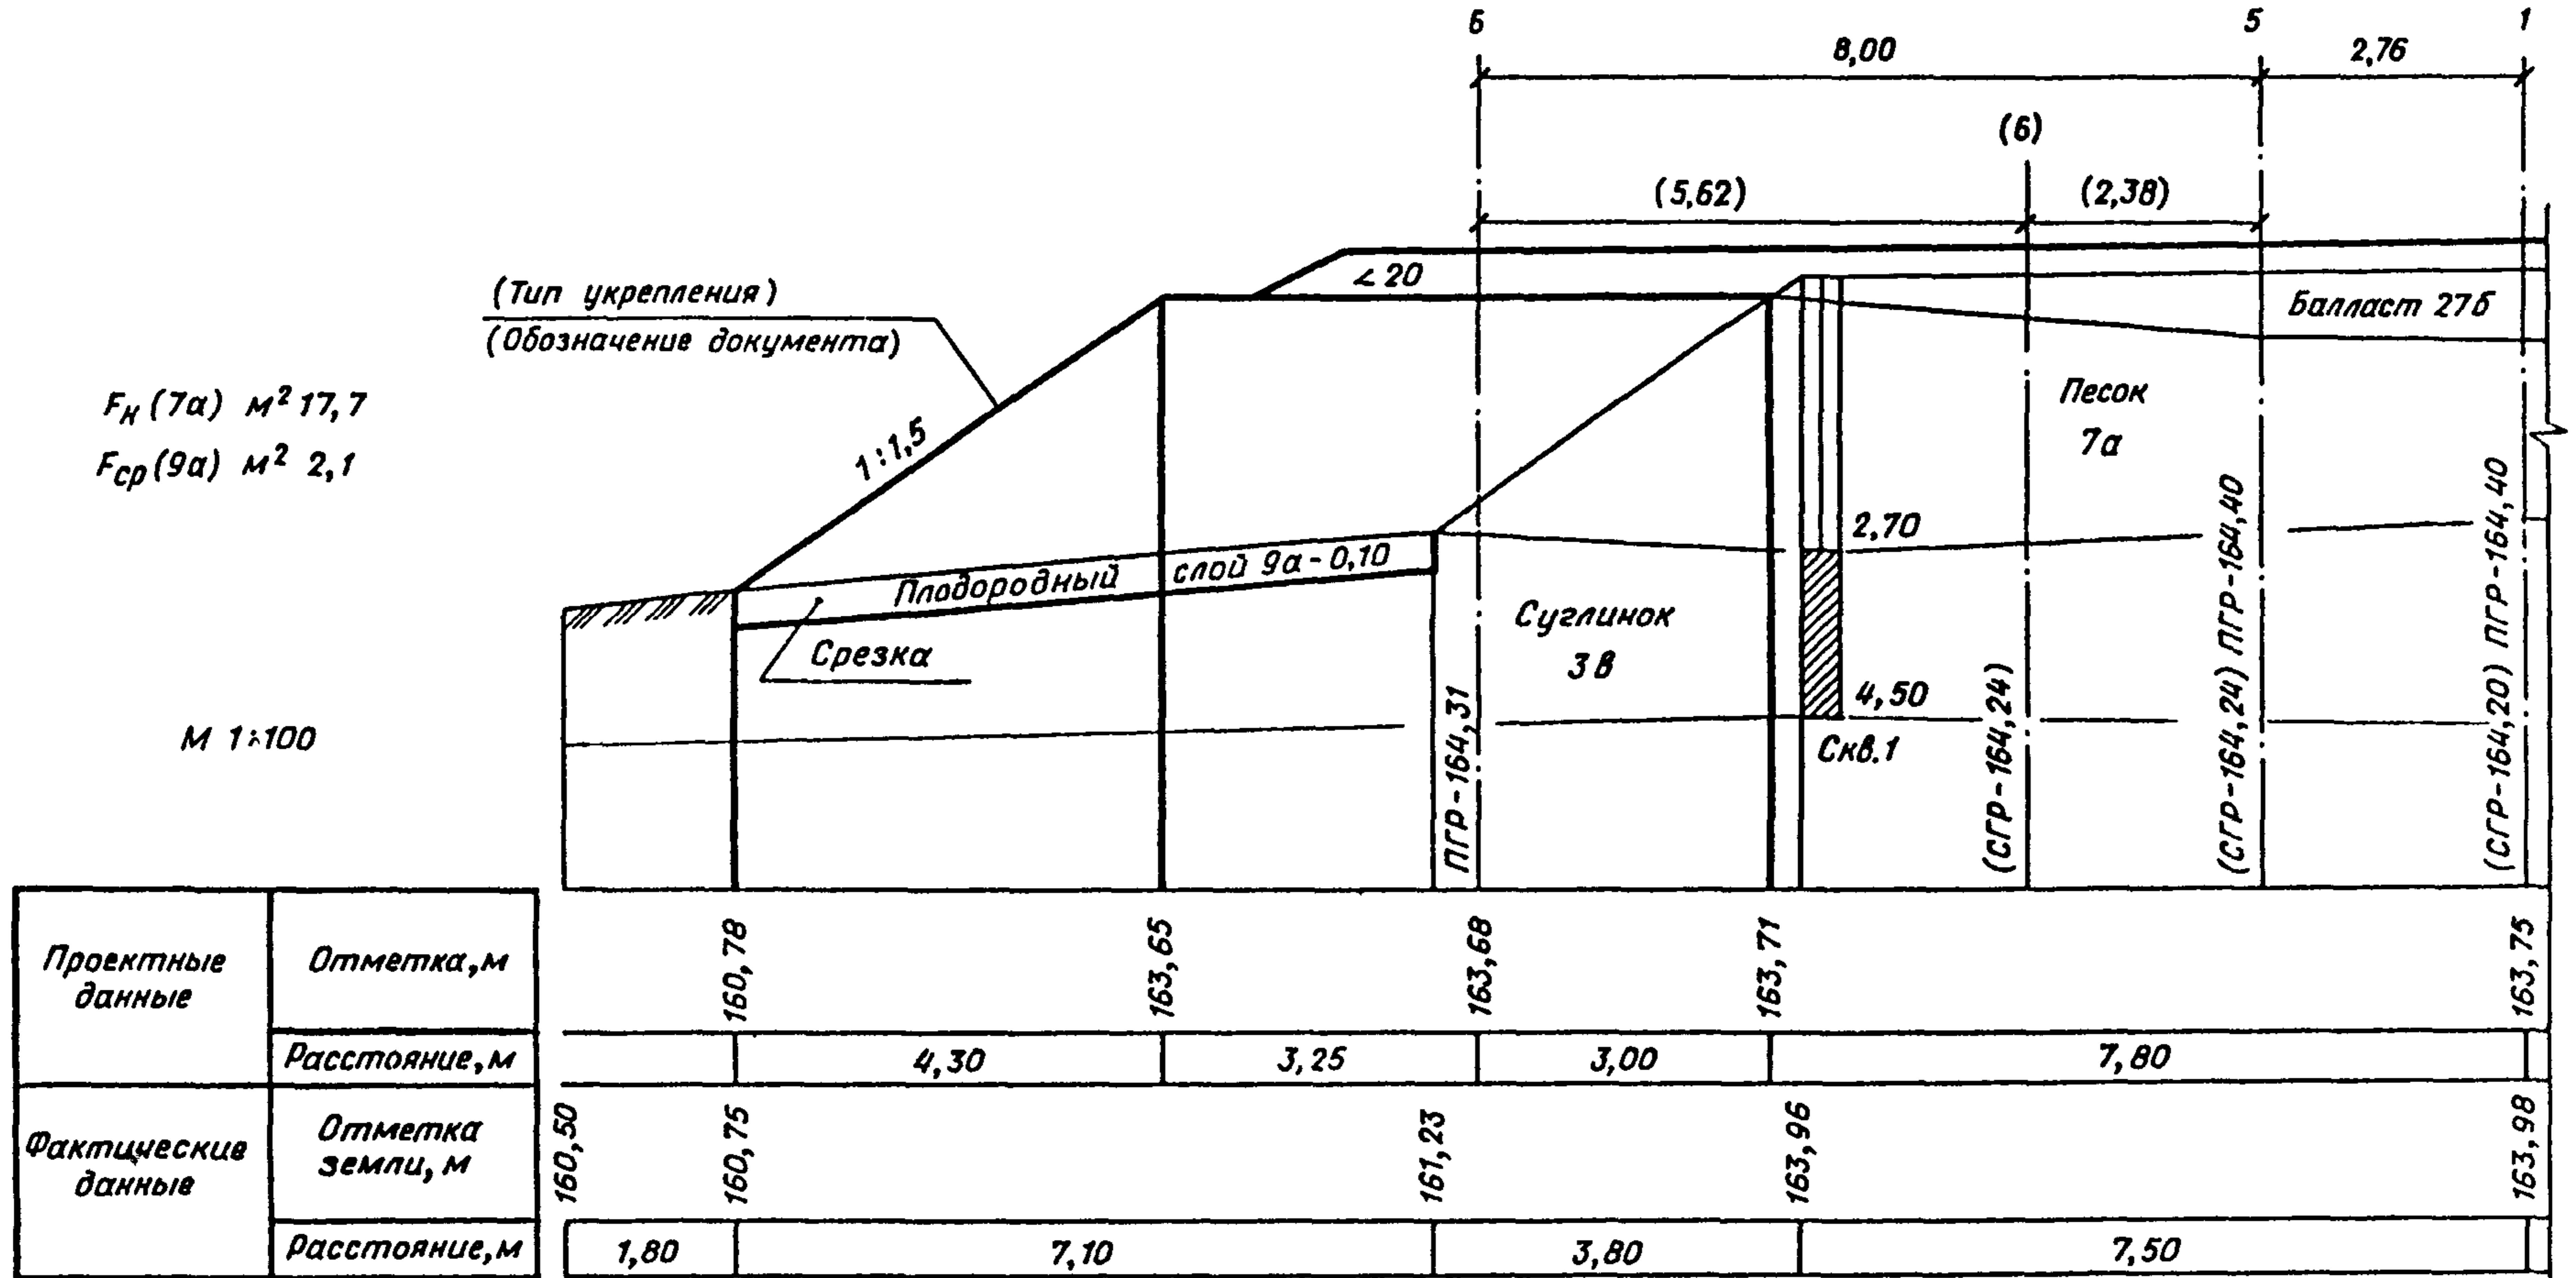 б 5 1
8,00 2,76
(6)
(5,62) (2,38)
∠ 20
(Тип укрепления)
(Обозначение документа)
Балласт 27б
Fн (7а) м² 17,7
Fср (9а) м² 2,1
1:1,5
Песок
7а
2,70
Плодородный слой 9а-0,10
Срезка
Суглинок
3в
4,50
Скв.1
М 1:100
ПГР-164,31
(СГР-164,24)
(СГР-164,24) ПГР-164,40
(СГР-164,20) ПГР-164,40
Проектные данные
Отметка, м
160,78 163,65 163,68 163,71 163,75
Расстояние, м
4,30 3,25 3,00 7,80
Фактические данные
Отметка земли, м
160,50 160,75 161,23 163,96 163,98
Расстояние, м
1,80 7,10 3,80 7,50